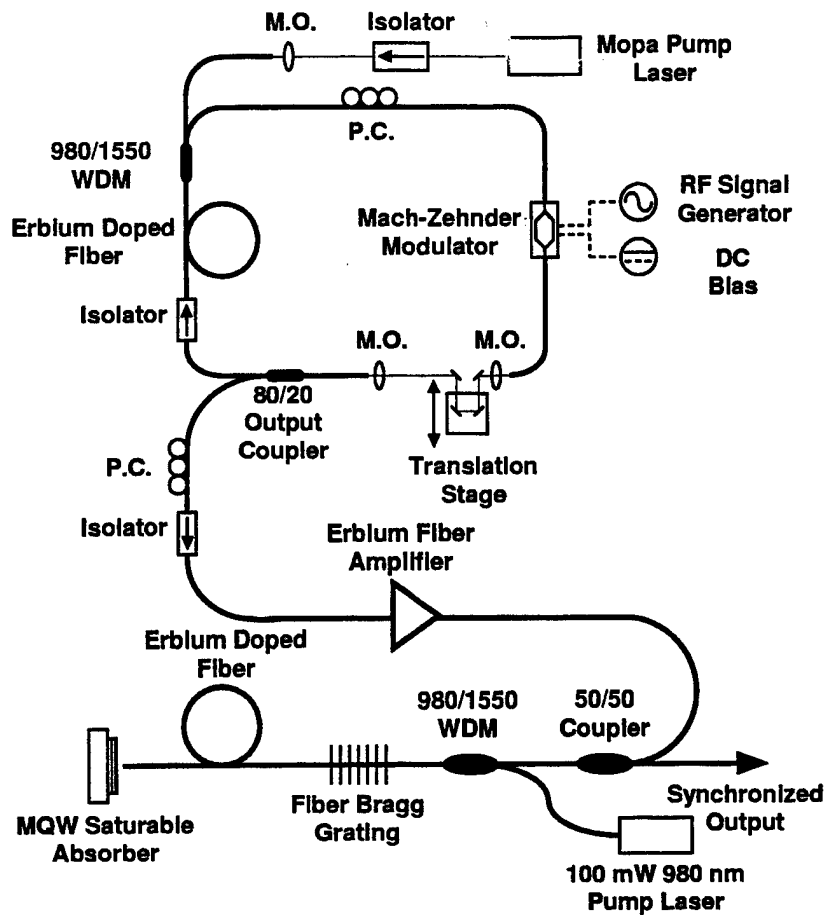 M.O.
Isolator
Mopa Pump
Laser
P.C.
980/1550
WDM
Erbium Doped
Fiber
Mach-Zehnder
Modulator
RF Signal
Generator
DC
Bias
Isolator
M.O.
M.O.
80/20
Output
Coupler
Translation
Stage
P.C.
Isolator
Erbium Fiber
Amplifier
Erbium Doped
Fiber
980/1550
WDM
50/50
Coupler
MQW Saturable
Absorber
Fiber Bragg
Grating
Synchronized
Output
100 mW 980 nm
Pump Laser